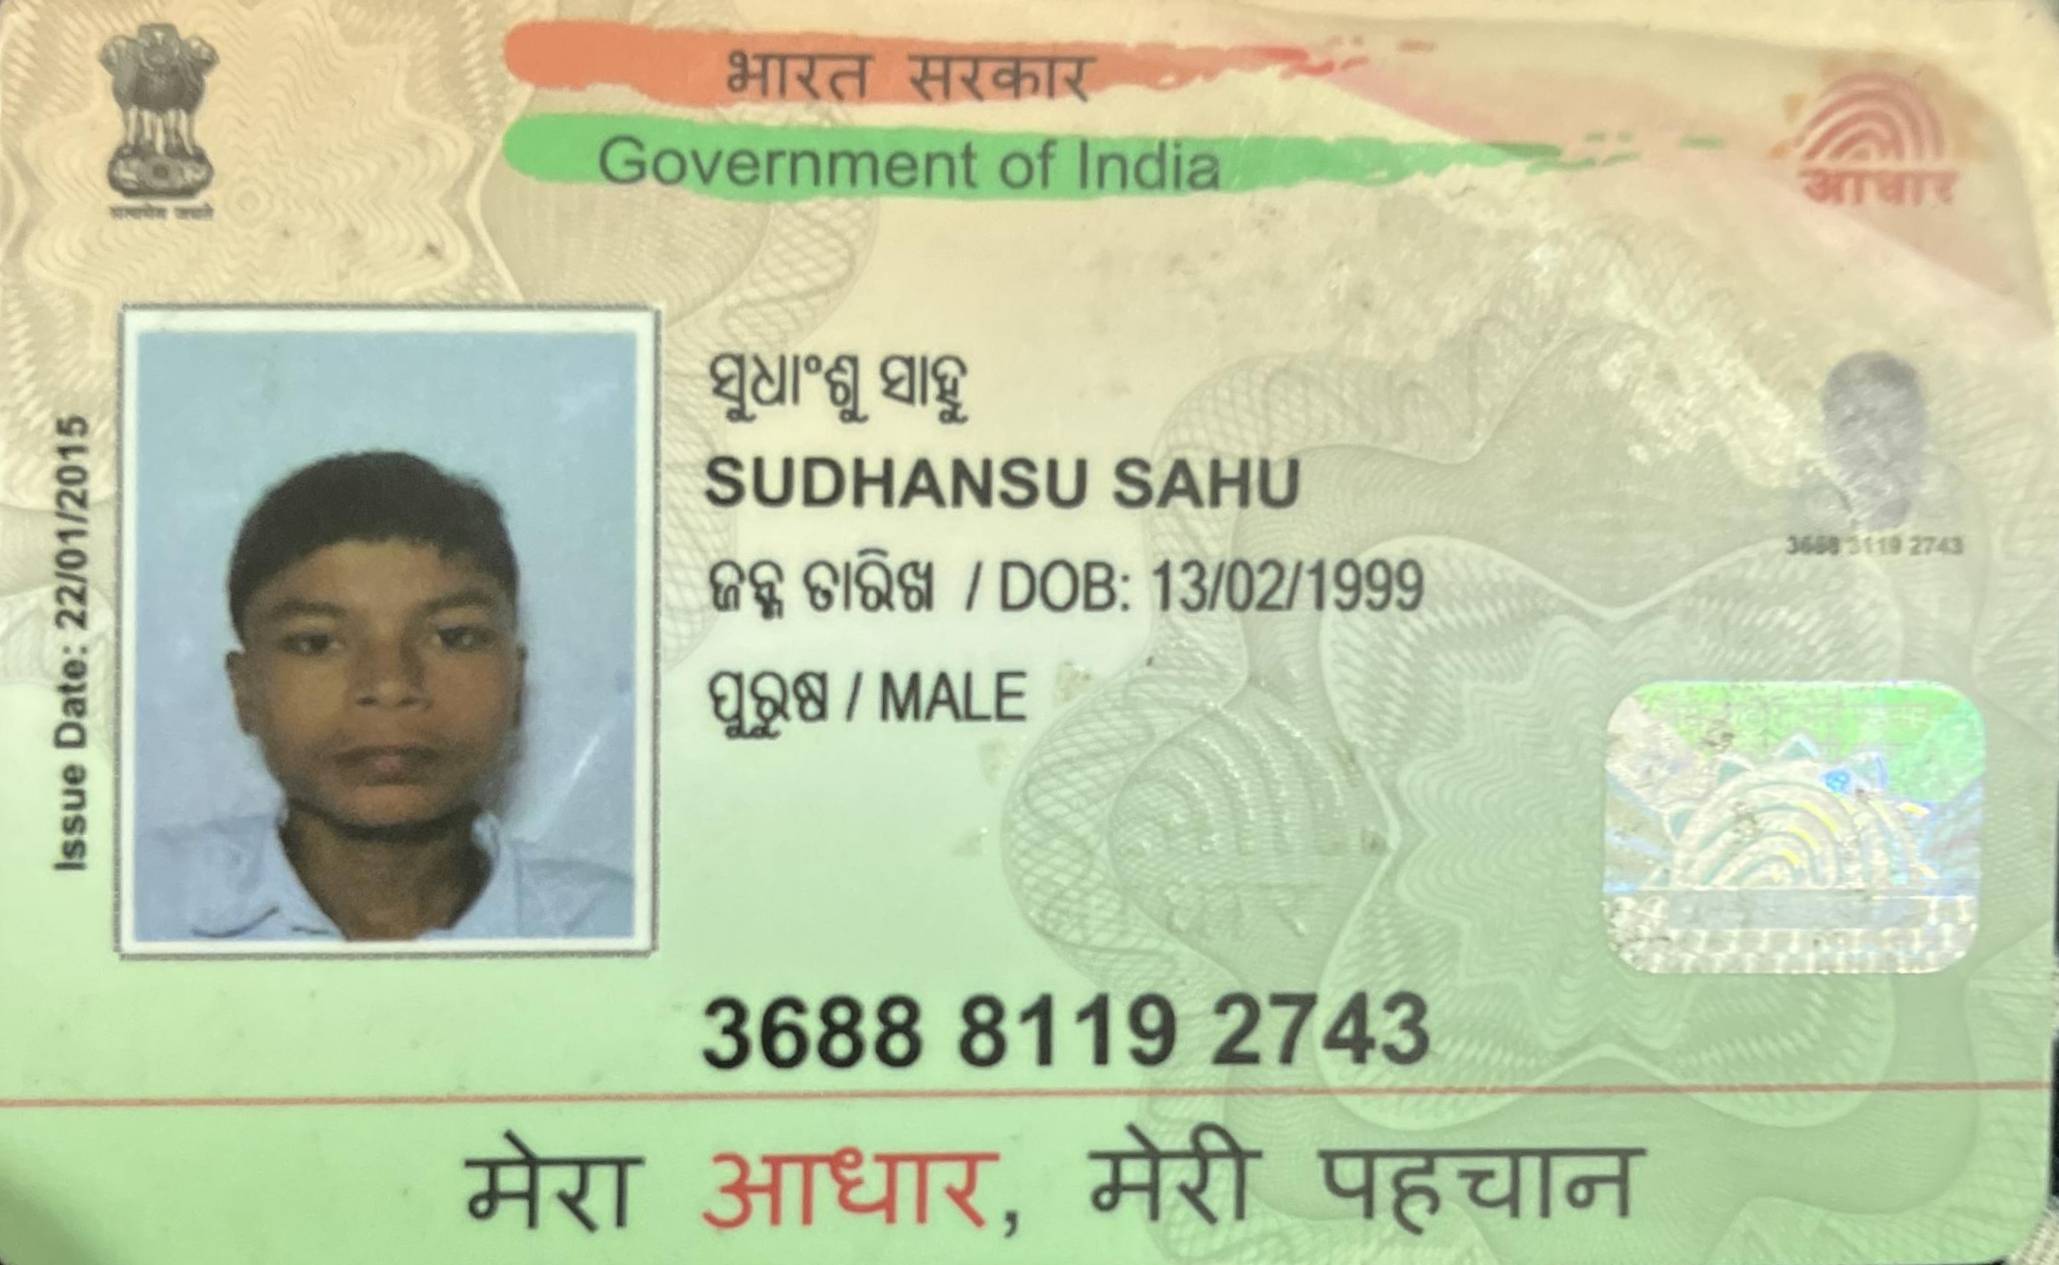 भारत सरकार
Government of India
सत्यमेव जयते
आधार
Issue Date: 22/01/2015
ସୁଧାଂଶୁ ସାହୁ
SUDHANSU SAHU
ଜନ୍ମ ତାରିଖ / DOB: 13/02/1999
ପୁରୁଷ / MALE
3688 8119 2743
3688 8119 2743
मेरा आधार, मेरी पहचान